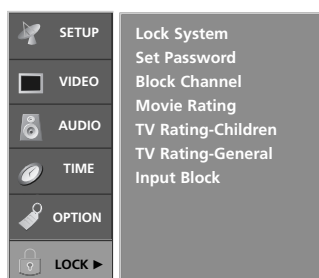 SETUP
VIDEO
AUDIO
TIME
OPTION
LOCK ►
Lock System
Set Password
Block Channel
Movie Rating
TV Rating-Children
TV Rating-General
Input Block